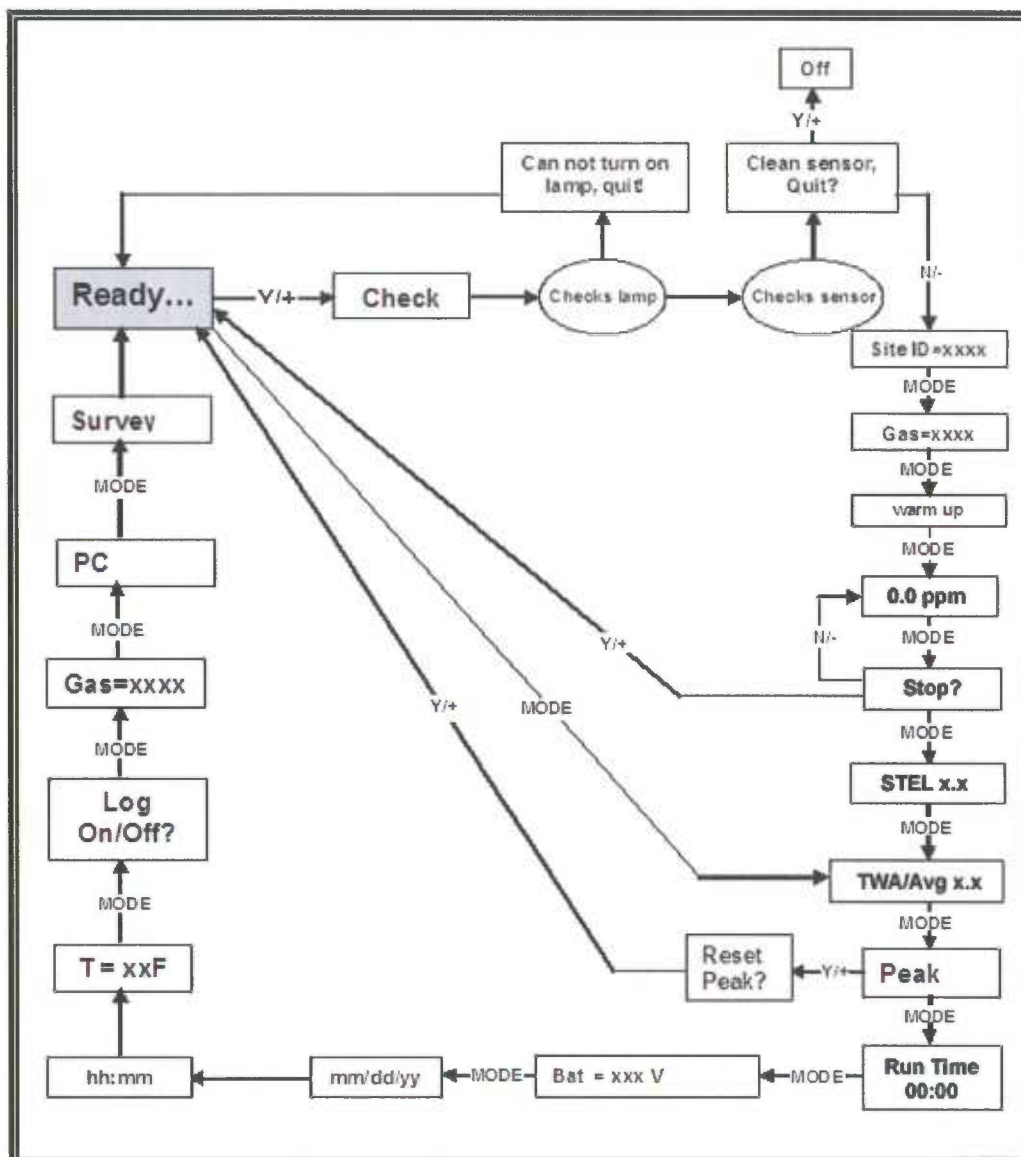 Off
Y/+
Can not turn on
lamp, quit!
Clean sensor,
Quit?
N/-
Ready...
Y/+
Check
Checks lamp
Checks sensor
Site ID=xxxx
MODE
Survey
Gas=xxxx
MODE
MODE
warm up
MODE
PC
0.0 ppm
MODE
N/-
MODE
Y/+
Gas=xxxx
Stop?
Y/+
MODE
MODE
MODE
STEL x.x
Log
On/Off?
MODE
TWA/Avg x.x
MODE
MODE
T = xxF
Reset
Peak?
Y/+
Peak
MODE
hh:mm
mm/dd/yy
MODE
Bat = xxx V
MODE
Run Time
00:00